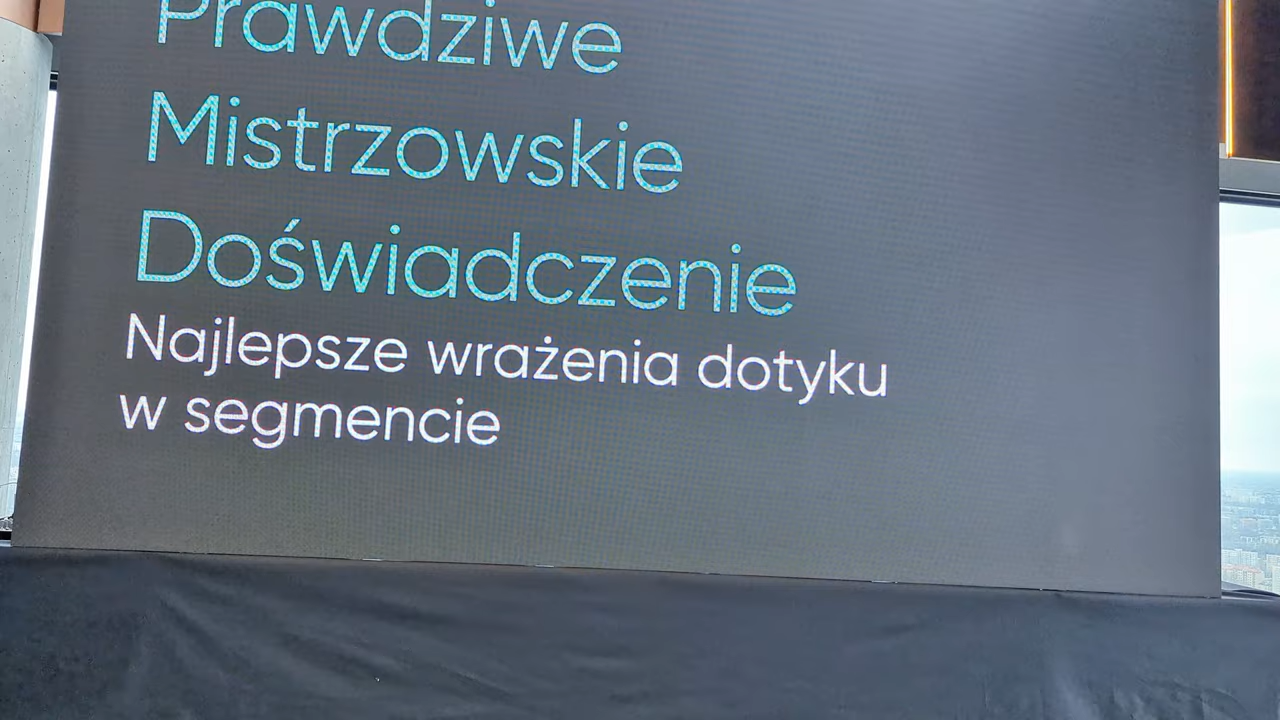 Prawdziwe
Mistrzowskie
Doświadczenie
Najlepsze wrażenia dotyku
w segmencie